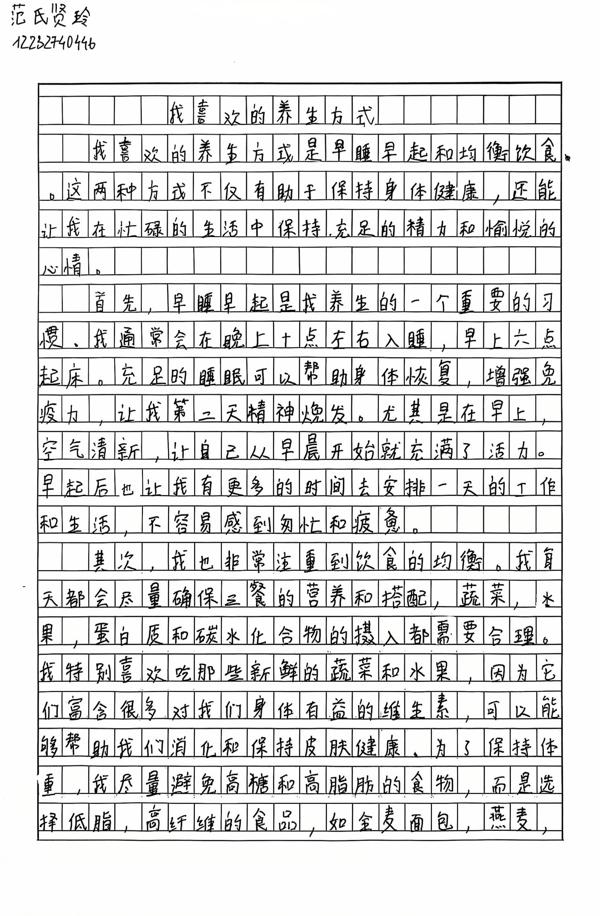 范氏贤玲
12232740446
我喜欢的养生方式
我喜欢的养生方式是早睡早起和均衡饮食
。这两种方式不仅有助于保持身体健康，还能
让我在忙碌的生活中保持充足的精力和愉悦的
心情。
首先，早睡早起是我养生的一个重要的习
惯、我通常会在晚上十点左右入睡，早上六点
起床。充足的睡眠可以帮助身体恢复，增强免
疫力，让我第二天精神焕发。尤其是在早上，
空气清新，让自己从早晨开始就充满了活力。
早起后也让我有更多的时间去安排一天的工作
和生活，不容易感到匆忙和疲惫。
其次，我也非常注重到饮食的均衡。我每
天都会尽量确保三餐的营养和搭配，蔬菜，水
果，蛋白质和碳水化合物的摄入都需要合理。
我特别喜欢吃那些新鲜的蔬菜和水果，因为它
们富含很多对我们身体有益的维生素，可以能
够帮助我们消化和保持皮肤健康、为了保持体
重，我尽量避免高糖和高脂肪的食物，而是选
择低脂，高纤维的食品，如全麦面包，燕麦，